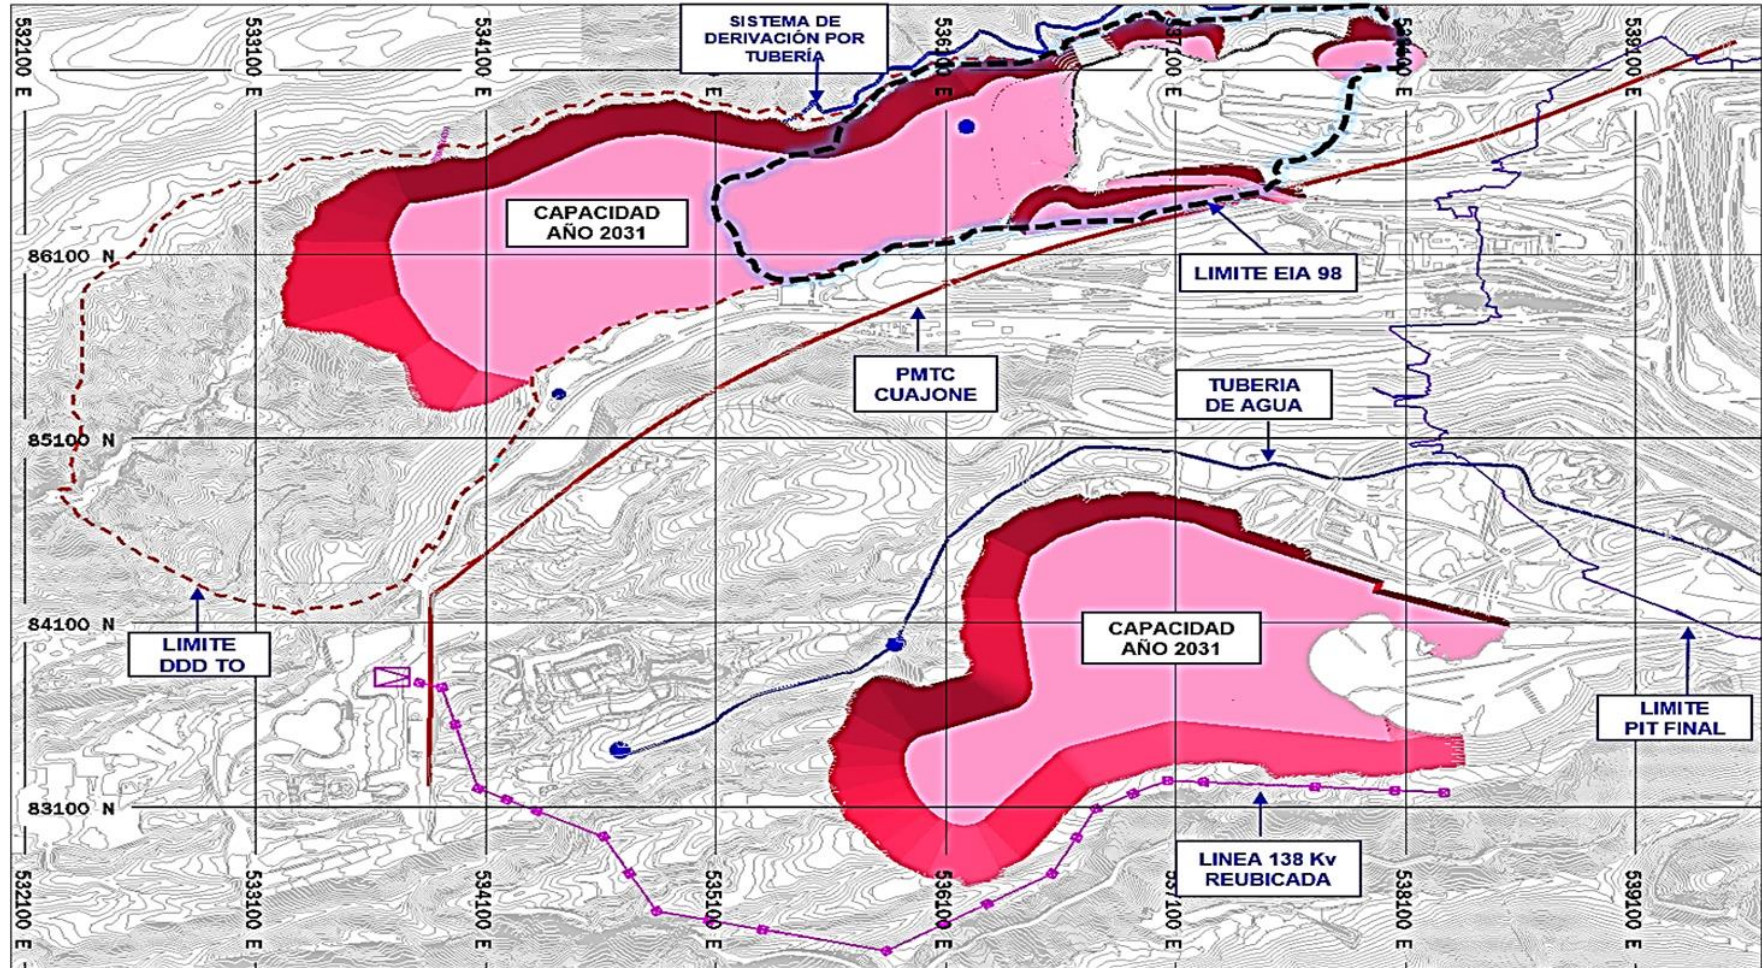 532100 E
533100 E
534100 E
SISTEMA DE
DERIVACIÓN POR
TUBERÍA
537100 E
539100 E
CAPACIDAD
AÑO 2031
86100 N
LIMITE EIA 98
PMTC
CUAJONE
TUBERIA
DE AGUA
85100 N
84100 N
LIMITE
DDD TO
CAPACIDAD
AÑO 2031
LIMITE
PIT FINAL
83100 N
LINEA 138 Kv
REUBICADA
532100 E
533100 E
534100 E
535100 E
536100 E
537100 E
538100 E
539100 E